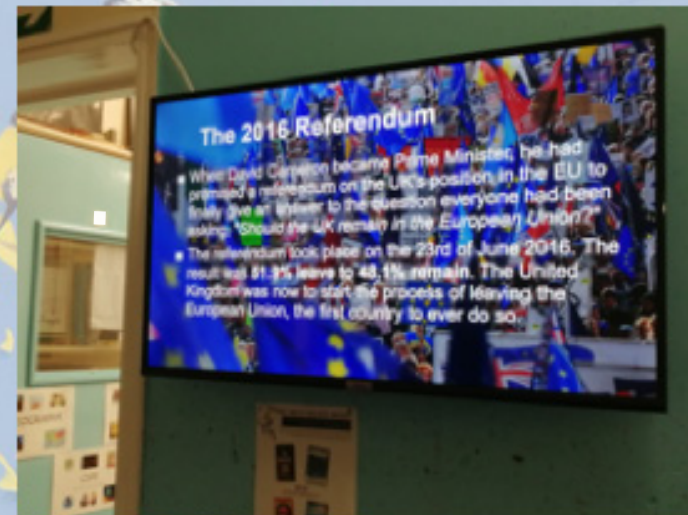 The 2016 Referendum
When David Cameron became Prime Minister, he had
promised a referendum on the UK's position in the EU to
finally give an answer to the question everyone had been
asking: "Should the UK remain in the European Union?"
The referendum took place on the 23rd of June 2016. The
result was 51.9% leave to 48.1% remain. The United
Kingdom was now to start the process of leaving the
European Union, the first country to ever do so.